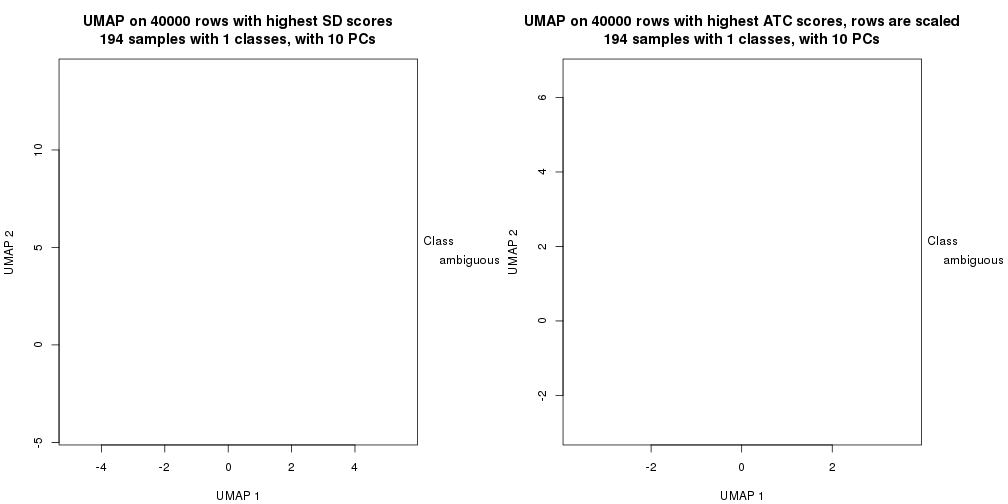 UMAP on 40000 rows with highest SD scores
194 samples with 1 classes, with 10 PCs
UMAP 2
10
5
0
-5
-4 -2 0 2 4
UMAP 1
Class
ambiguous
UMAP on 40000 rows with highest ATC scores, rows are scaled
194 samples with 1 classes, with 10 PCs
UMAP 2
6
4
2
0
-2
-2 0 2
UMAP 1
Class
ambiguous